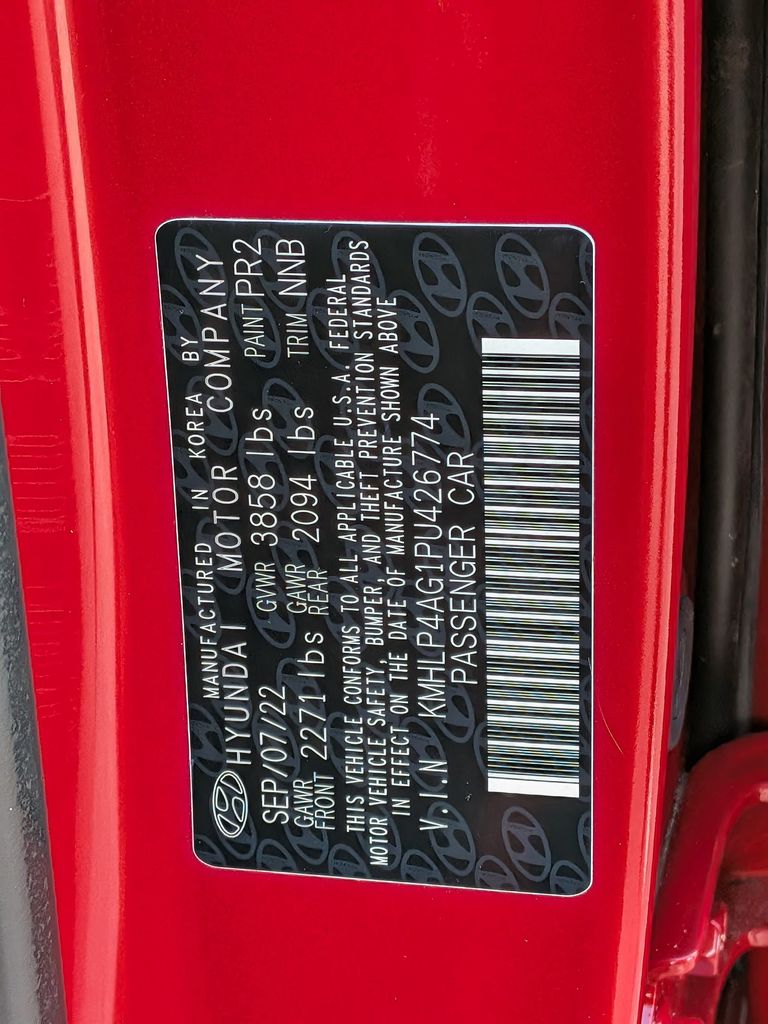 MANUFACTURED IN KOREA BY
HYUNDAI MOTOR COMPANY
SEP/07/22 GVWR 3858 lbs PAINT PR2
GAWR FRONT 2271 lbs GAWR REAR 2094 lbs TRIM NNB
THIS VEHICLE CONFORMS TO ALL APPLICABLE U.S.A. FEDERAL
MOTOR VEHICLE SAFETY, BUMPER, AND THEFT PREVENTION STANDARDS
IN EFFECT ON THE DATE OF MANUFACTURE SHOWN ABOVE
V.I.N KMHLP4AG1PU426774
PASSENGER CAR